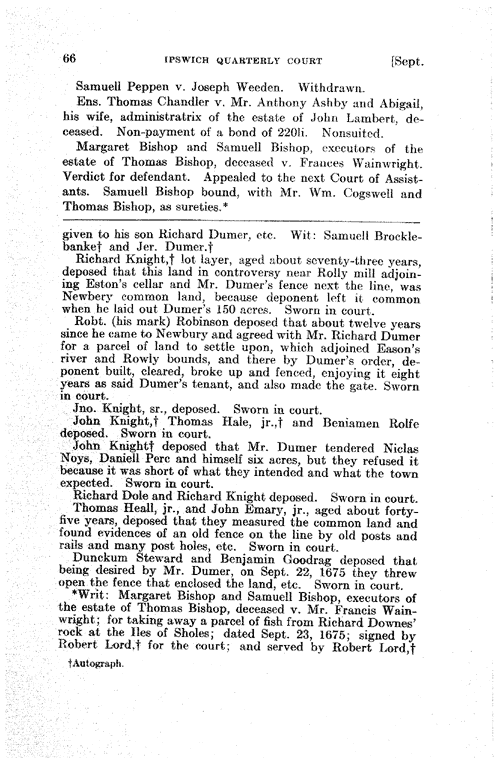 66 IPSWICH QUARTERLY COURT [Sept.
Samuell Peppen v. Joseph Weeden. Withdrawn.
Ens. Thomas Chandler v. Mr. Anthony Ashby and Abigail,
his wife, administratrix of the estate of John Lambert, de-
ceased. Non-payment of a bond of 220li. Nonsuited.
Margaret Bishop and Samuell Bishop, executors of the
estate of Thomas Bishop, deceased v. Frances Wainwright.
Verdict for defendant. Appealed to the next Court of Assist-
ants. Samuell Bishop bound, with Mr. Wm. Cogswell and
Thomas Bishop, as sureties.*
given to his son Richard Dumer, etc. Wit: Samuell Brockle-
banke† and Jer. Dumer.†
Richard Knight,† lot layer, aged about seventy-three years,
deposed that this land in controversy near Rolly mill adjoin-
ing Eston's cellar and Mr. Dumer's fence next the line, was
Newbery common land, because deponent left it common
when he laid out Dumer's 150 acres. Sworn in court.
Robt. (his mark) Robinson deposed that about twelve years
since he came to Newbury and agreed with Mr. Richard Dumer
for a parcel of land to settle upon, which adjoined Eason's
river and Rowly bounds, and there by Dumer's order, de-
ponent built, cleared, broke up and fenced, enjoying it eight
years as said Dumer's tenant, and also made the gate. Sworn
in court.
Jno. Knight, sr., deposed. Sworn in court.
John Knight,† Thomas Hale, jr.,† and Beniamen Rolfe
deposed. Sworn in court.
John Knight† deposed that Mr. Dumer tendered Niclas
Noys, Daniell Perc and himself six acres, but they refused it
because it was short of what they intended and what the town
expected. Sworn in court.
Richard Dole and Richard Knight deposed. Sworn in court.
Thomas Heall, jr., and John Emary, jr., aged about forty-
five years, deposed that they measured the common land and
found evidences of an old fence on the line by old posts and
rails and many post holes, etc. Sworn in court.
Dunckum Steward and Benjamin Goodrag deposed that
being desired by Mr. Dumer, on Sept. 22, 1675 they threw
open the fence that enclosed the land, etc. Sworn in court.
*Writ: Margaret Bishop and Samuell Bishop, executors of
the estate of Thomas Bishop, deceased v. Mr. Francis Wain-
wright; for taking away a parcel of fish from Richard Downes'
rock at the Iles of Sholes; dated Sept. 23, 1675; signed by
Robert Lord,† for the court; and served by Robert Lord,†
†Autograph.